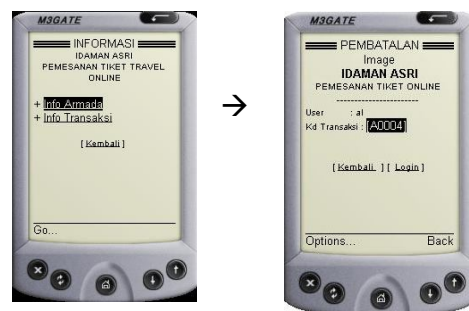 M3GATE
INFORMASI
IDAMAN ASRI
PEMESANAN TIKET TRAVEL
ONLINE
+ Info Armada
+ Info Transaksi
[ Kembali ]
Go...
→
M3GATE
PEMBATALAN
Image
IDAMAN ASRI
PEMESANAN TIKET ONLINE
-----------------------
User : al
Kd Transaksi : [A0004]
[ Kembali ] [ Login ]
Options... Back